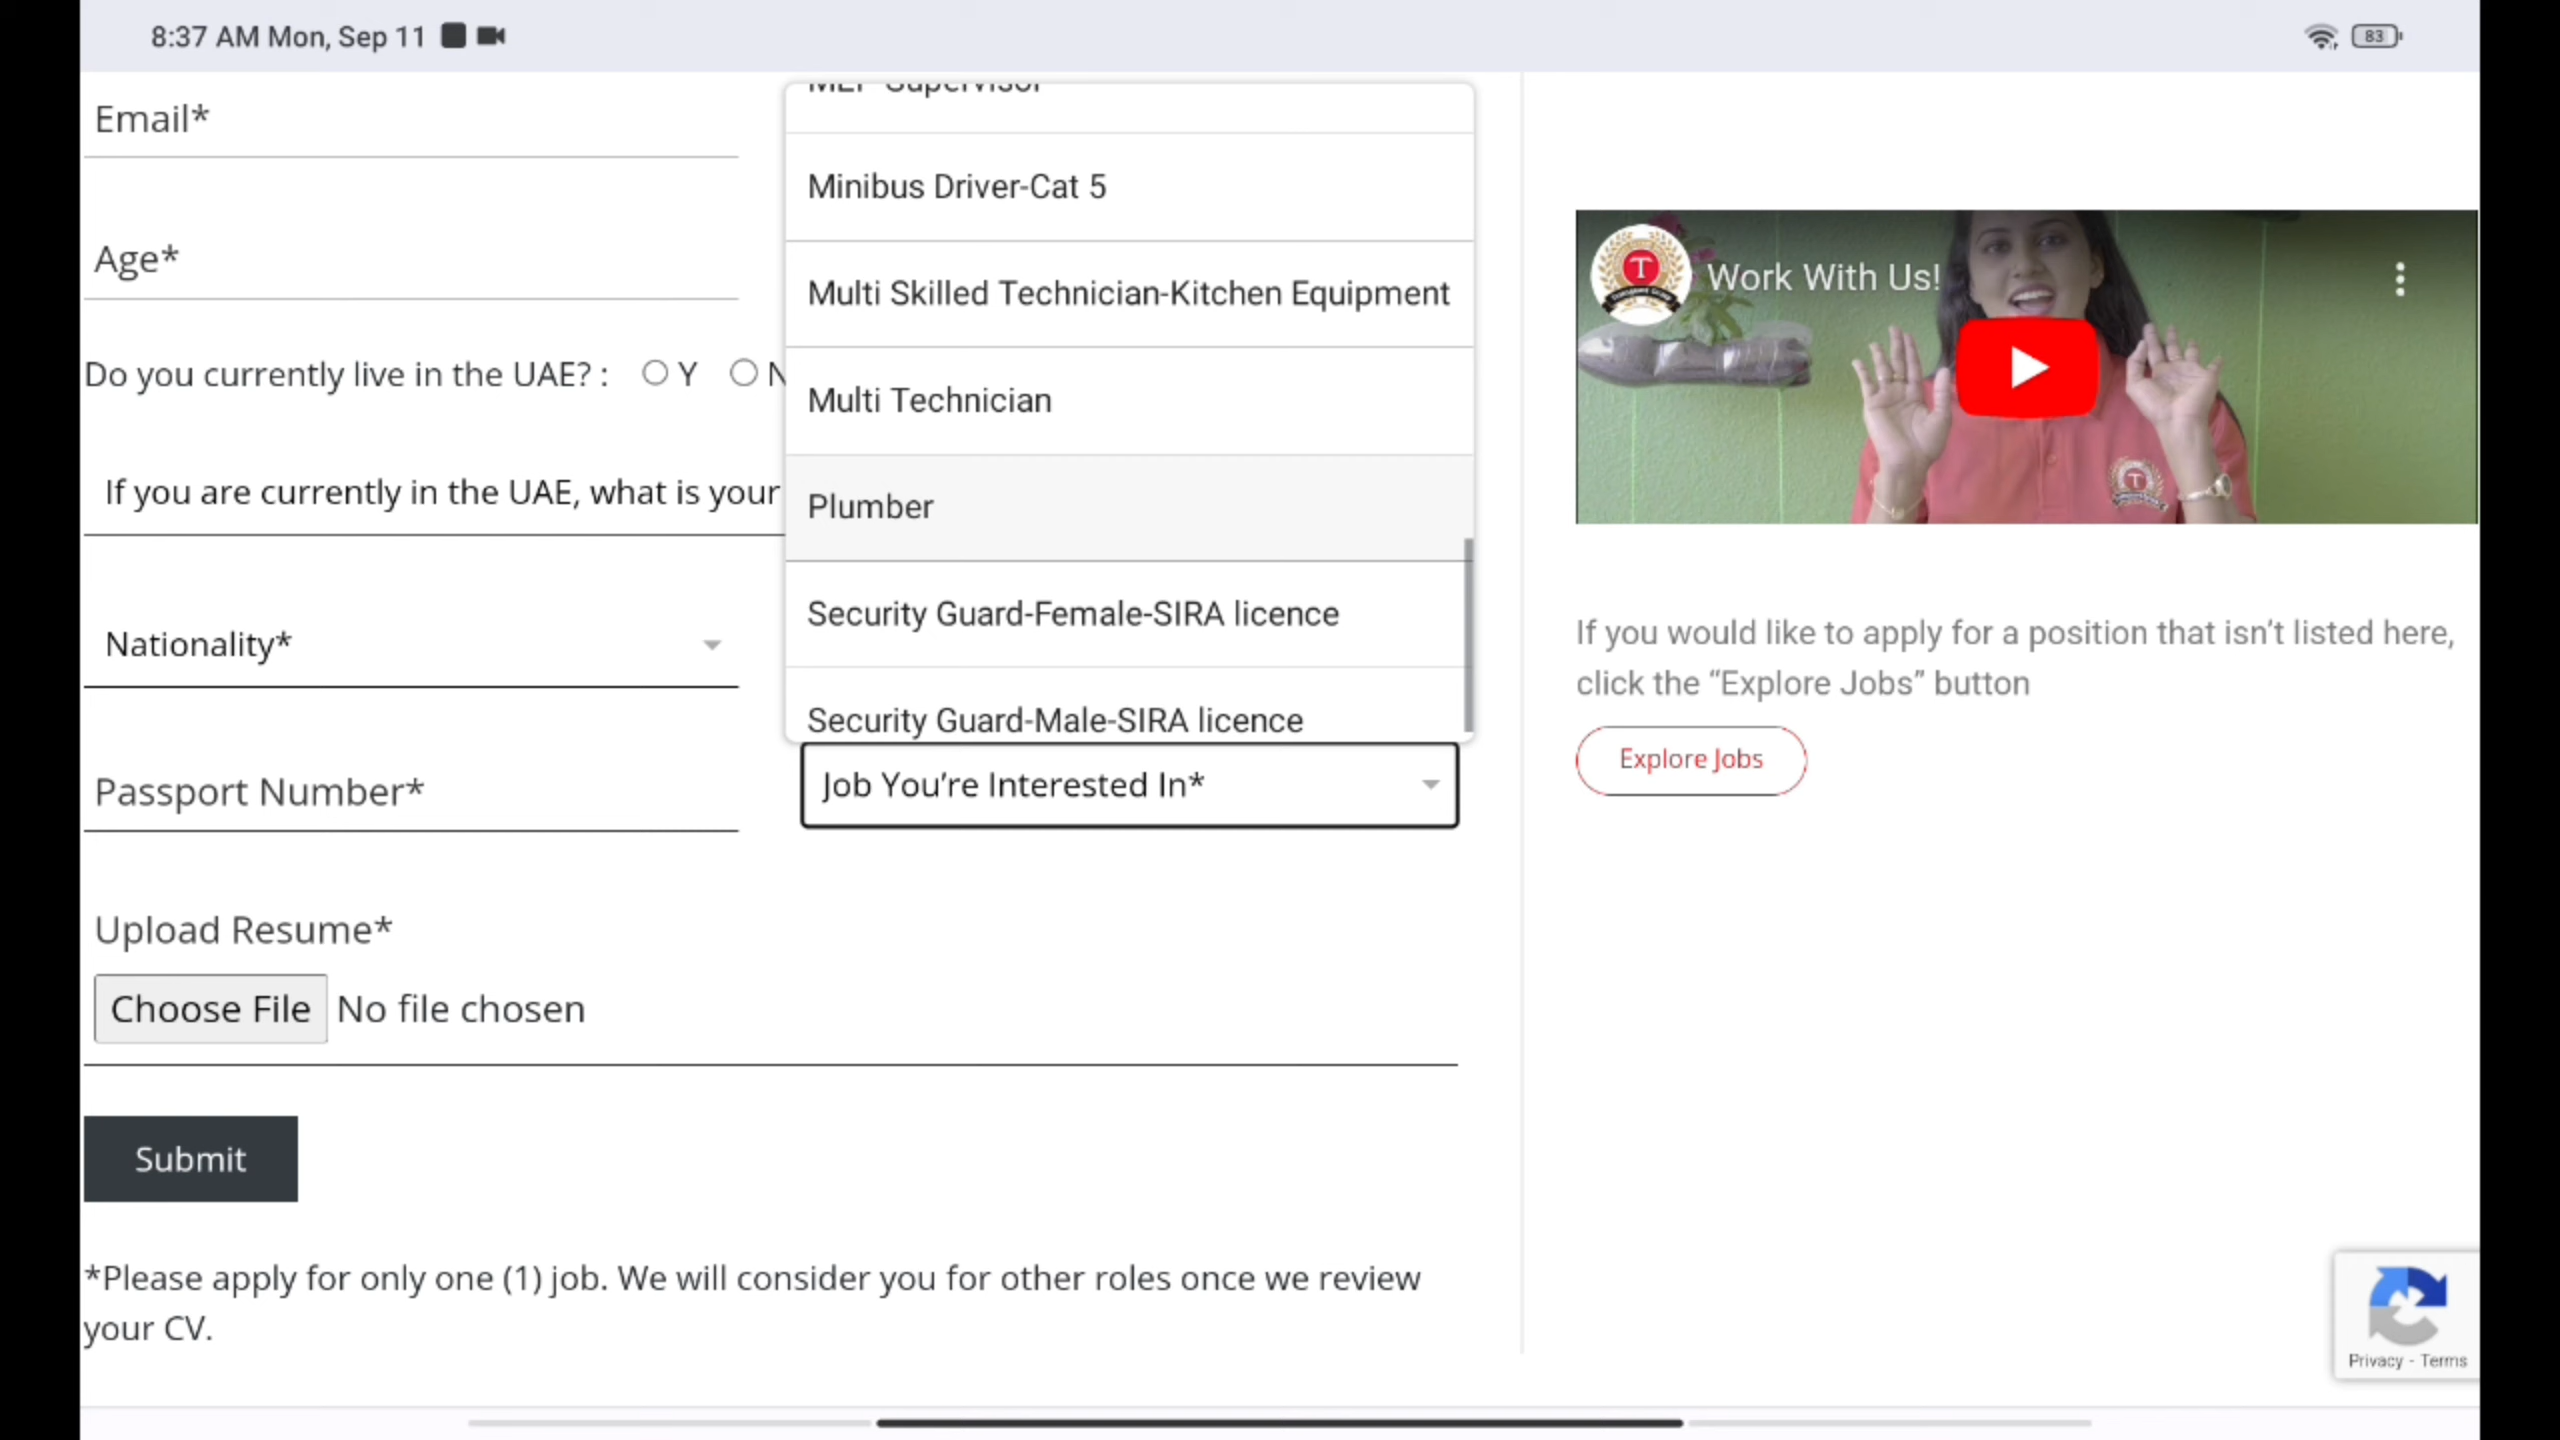 8:37 AM Mon, Sep 11
83
Email*
Age*
Do you currently live in the UAE? : Y N
If you are currently in the UAE, what is your
Nationality*
Passport Number*
MEP Supervisor
Minibus Driver-Cat 5
Multi Skilled Technician-Kitchen Equipment
Multi Technician
Plumber
Security Guard-Female-SIRA licence
Security Guard-Male-SIRA licence
Job You’re Interested In*
Upload Resume*
Choose File No file chosen
Submit
*Please apply for only one (1) job. We will consider you for other roles once we review
your CV.
T
Work With Us!
T
If you would like to apply for a position that isn’t listed here,
click the “Explore Jobs” button
Explore Jobs
Privacy - Terms